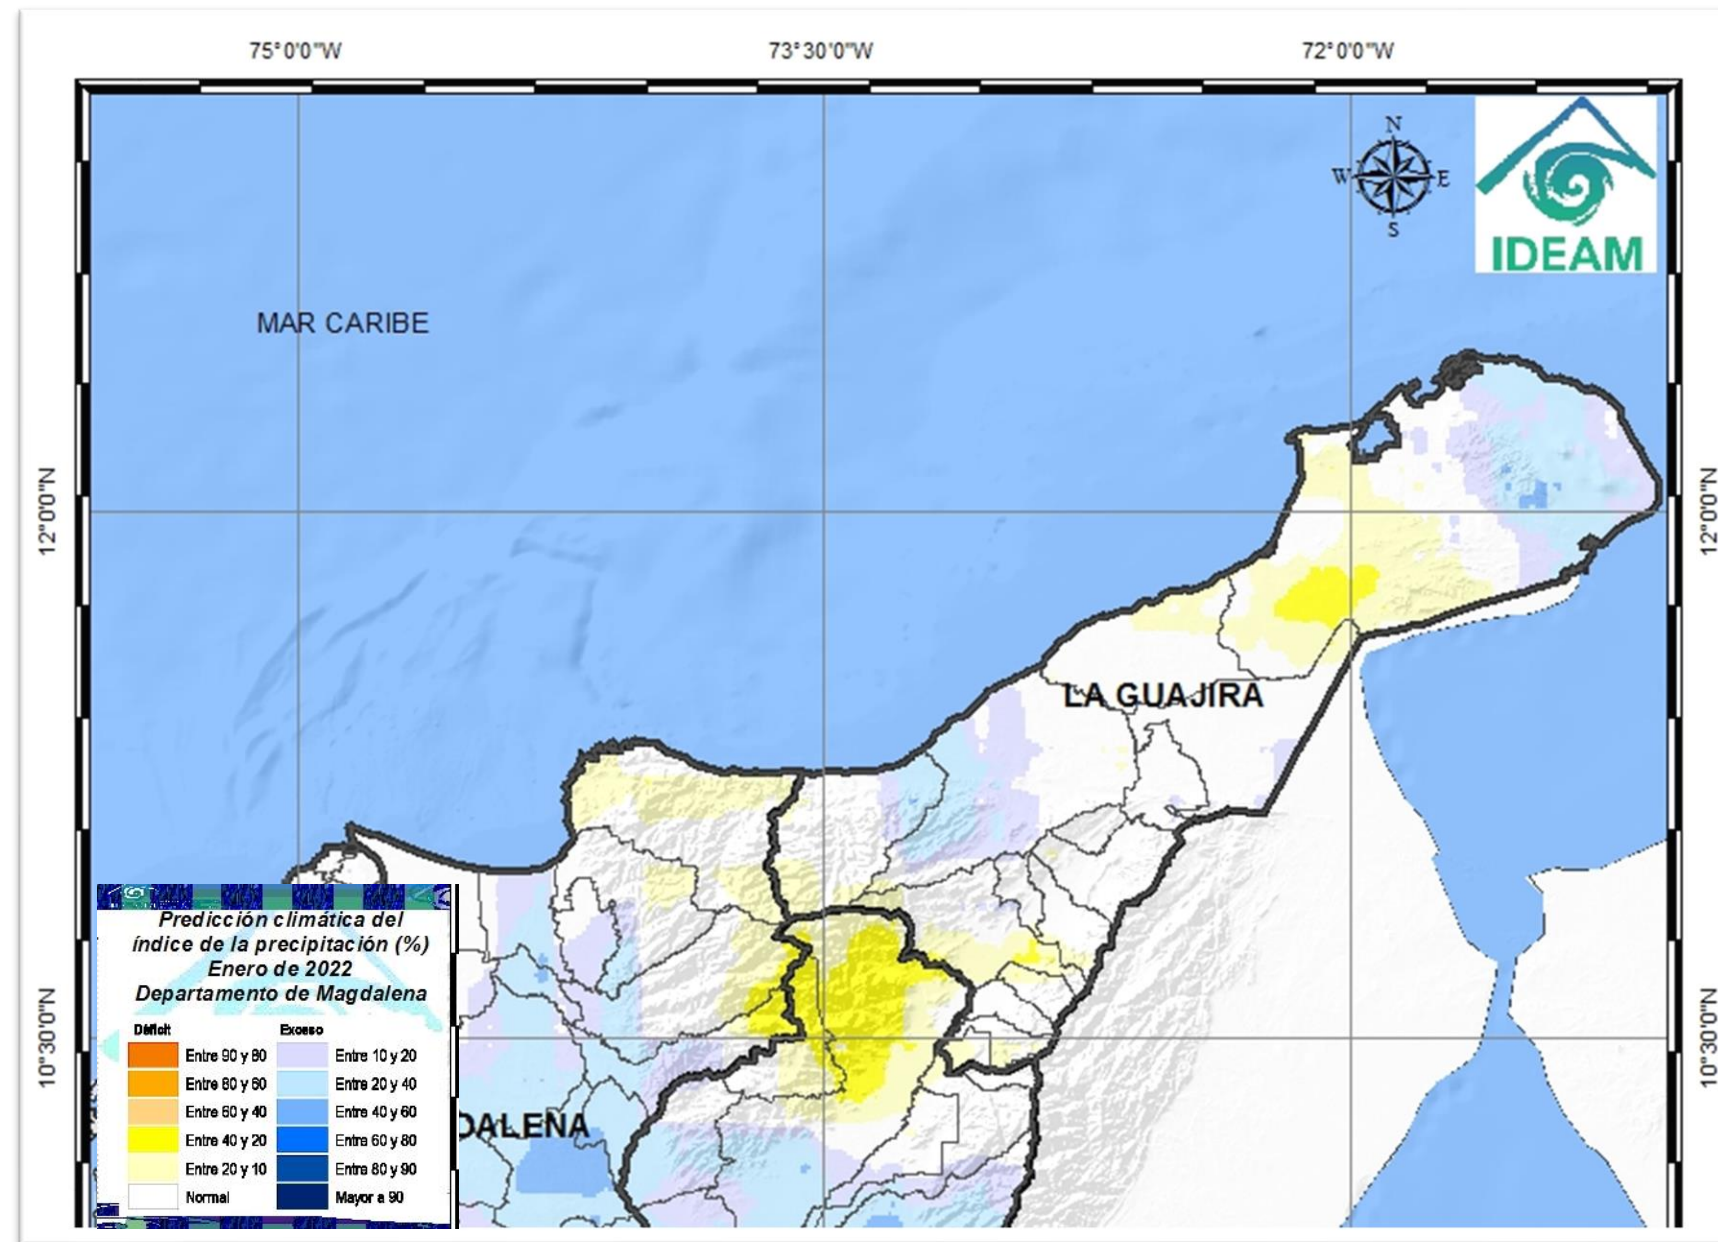 75°0'0"W 73°30'0"W 72°0'0"W
N
W E
S
IDEAM
MAR CARIBE
12°0'0"N 12°0'0"N
LA GUAJIRA
10°30'0"N 10°30'0"N
DALENA
Predicción climática del
índice de la precipitación (%)
Enero de 2022
Departamento de Magdalena
Déficit Exceso
Entre 90 y 80 Entre 10 y 20
Entre 80 y 60 Entre 20 y 40
Entre 60 y 40 Entre 40 y 60
Entre 40 y 20 Entre 60 y 80
Entre 20 y 10 Entre 80 y 90
Normal Mayor a 90